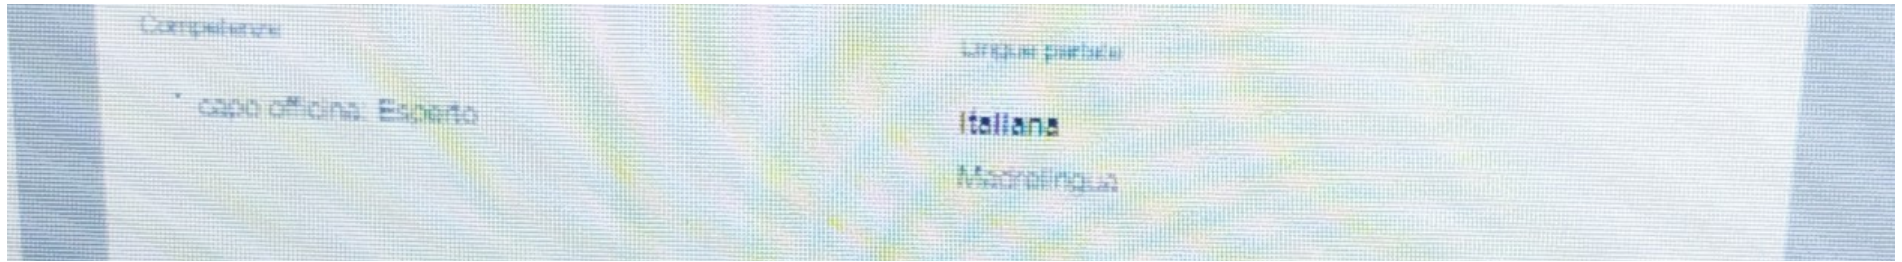 Competenze
• capo officina: Esperto
Lingue parlate
Italiana
Madrelingua